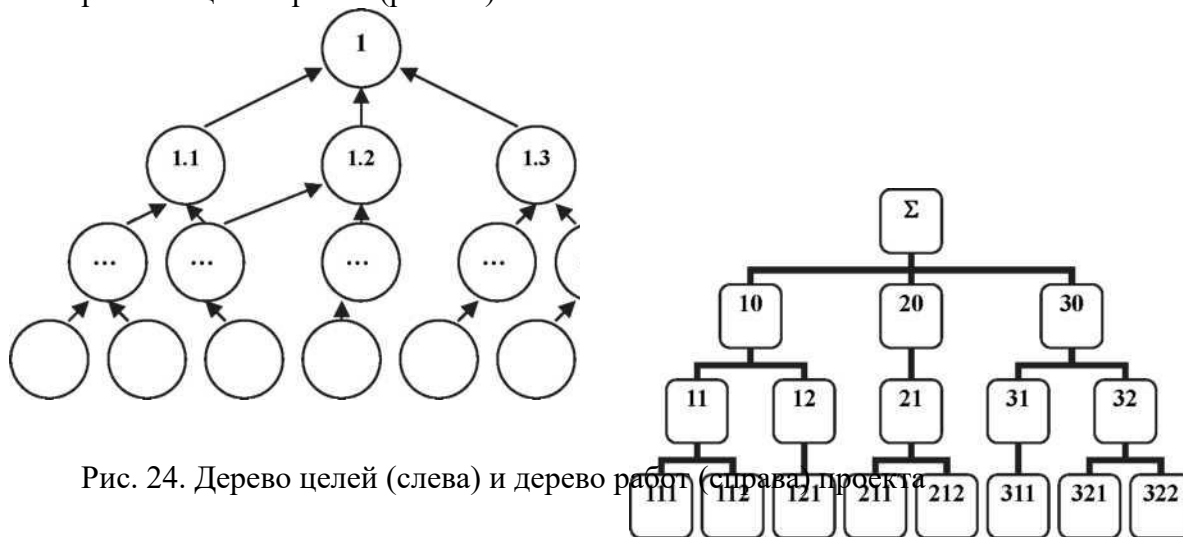 1
1.1 1.2 1.3
... ... ... ...
Σ
10 20 30
11 12 21 31 32
Рис. 24. Дерево целей (слева) и дерево работ (справа) проекта
111 112 121 211 212 311 321 322